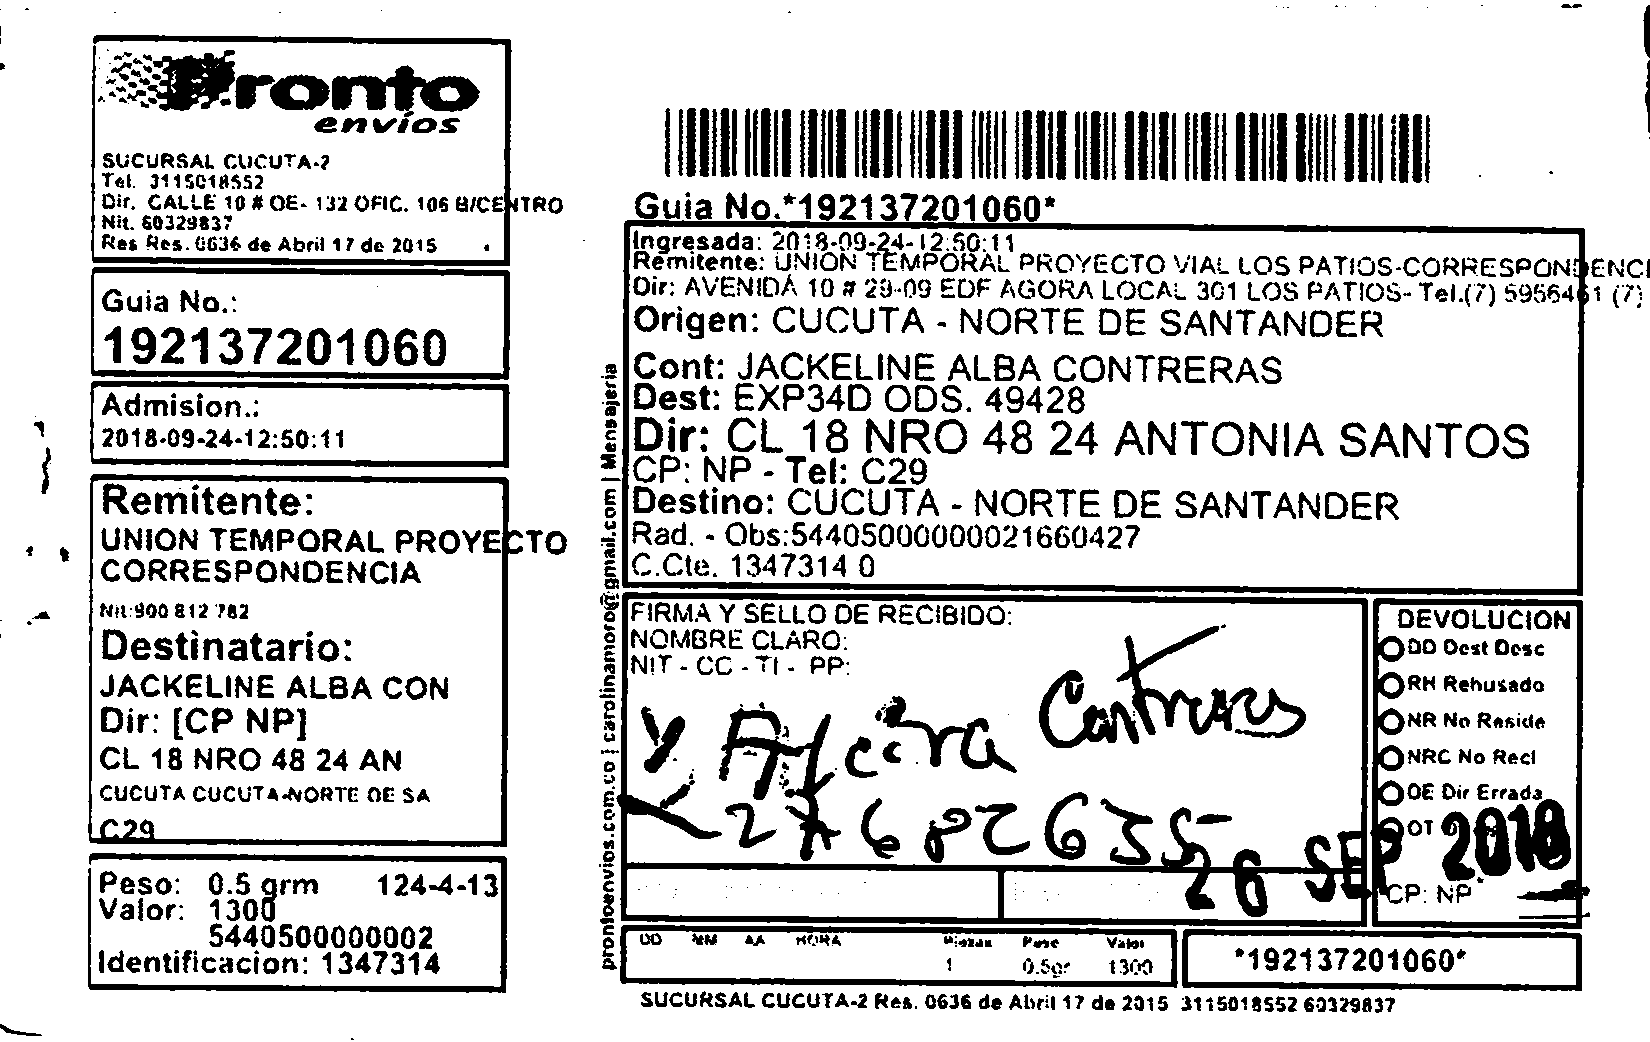 Pronto
envíos
SUCURSAL CUCUTA-2
Tel. 3115018552
Dir. CALLE 10 # OE- 132 OFIC. 106 B/CENTRO
Nit. 60329837
Res Res. 0636 de Abril 17 de 2015
Guia No.:
192137201060
Admision.:
2018-09-24-12:50:11
Remitente:
UNION TEMPORAL PROYECTO
CORRESPONDENCIA
Nit:900 812 782
Destinatario:
JACKELINE ALBA CON
Dir: [CP NP]
CL 18 NRO 48 24 AN
CUCUTA CUCUTA-NORTE DE SA
C29
Peso: 0.5 grm 124-4-13
Valor: 1300
5440500000002
Identificacion: 1347314
prontoenvios.com.co | carolinamoro@gmail.com | Mensajeria
Guia No.*192137201060*
Ingresada: 2018-09-24-12:50:11
Remitente: UNION TEMPORAL PROYECTO VIAL LOS PATIOS-CORRESPONDENCI
Dir: AVENIDA 10 # 29-09 EDF AGORA LOCAL 301 LOS PATIOS- Tel.(7) 5956461 (7)
Origen: CUCUTA - NORTE DE SANTANDER
Cont: JACKELINE ALBA CONTRERAS
Dest: EXP34D ODS. 49428
Dir: CL 18 NRO 48 24 ANTONIA SANTOS
CP: NP - Tel: C29
Destino: CUCUTA - NORTE DE SANTANDER
Rad. - Obs:544050000000021660427
C.Cte. 1347314 0
FIRMA Y SELLO DE RECIBIDO:
NOMBRE CLARO:
NIT - CC - TI - PP:
Contreras
26 SEP 2018
DEVOLUCION
DD Dest Desc
RH Rehusado
NR No Reside
NRC No Recl
DE Dir Errada
OT
CP: NP
DD MM AA HORA Piezas Peso Valor
1 0.5gr 1300
*192137201060*
SUCURSAL CUCUTA-2 Res. 0636 de Abril 17 de 2015 3115018552 60329837